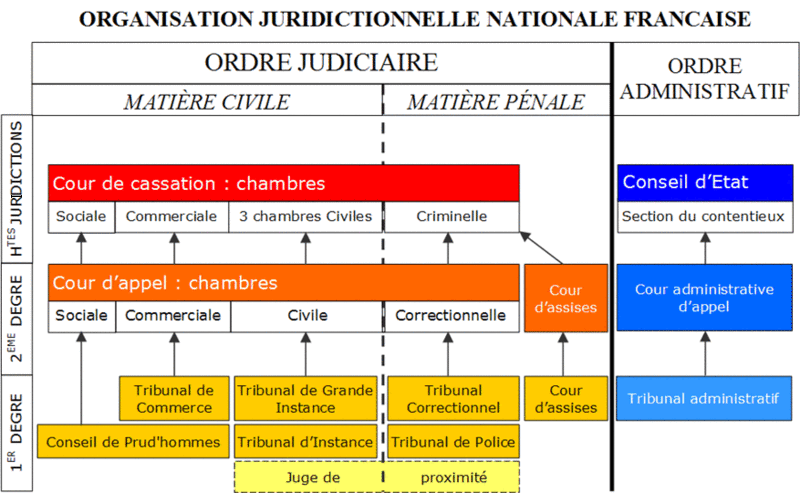 ORGANISATION JURIDICTIONNELLE NATIONALE FRANCAISE
ORDRE JUDICIAIRE
ORDRE
ADMINISTRATIF
MATIÈRE CIVILE
MATIÈRE PÉNALE
HTES JURIDICTIONS
Cour de cassation : chambres
Conseil d'Etat
Sociale
Commerciale
3 chambres Civiles
Criminelle
Section du contentieux
2EME DEGRE
Cour d'appel : chambres
Cour
d'assises
Cour administrative
d'appel
Sociale
Commerciale
Civile
Correctionnelle
1ER DEGRE
Tribunal de
Commerce
Tribunal de Grande
Instance
Tribunal
Correctionnel
Cour
d'assises
Tribunal administratif
Conseil de Prud'hommes
Tribunal d'Instance
Tribunal de Police
Juge de proximité